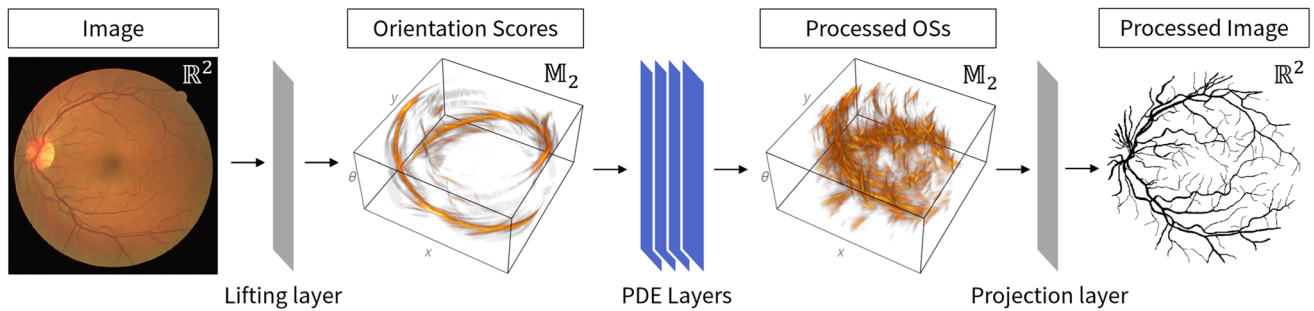 Image
Orientation Scores
Processed OSs
Processed Image
ℝ²
𝕄₂
𝕄₂
ℝ²
y
θ
x
y
θ
x
Lifting layer
PDE Layers
Projection layer